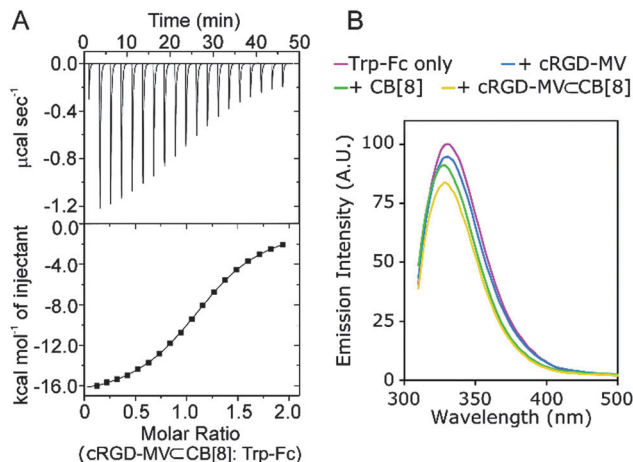 A
Time (min)
0 10 20 30 40 50
0.0
-0.4
-0.8
-1.2
μcal sec⁻¹
0.0
-4.0
-8.0
-12.0
-16.0
kcal mol⁻¹ of injectant
0 0.5 1.0 1.5 2.0
Molar Ratio
(cRGD-MV⊂CB[8]: Trp-Fc)
B
Trp-Fc only + cRGD-MV
+ CB[8] + cRGD-MV⊂CB[8]
100
75
50
25
0
Emission Intensity (A.U.)
300 350 400 450 500
Wavelength (nm)